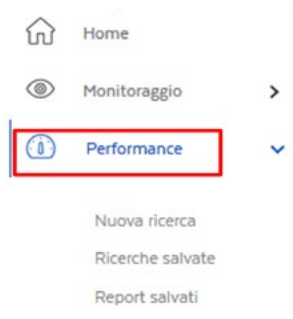 Home
Monitoraggio
Performance
Nuova ricerca
Ricerche salvate
Report salvati